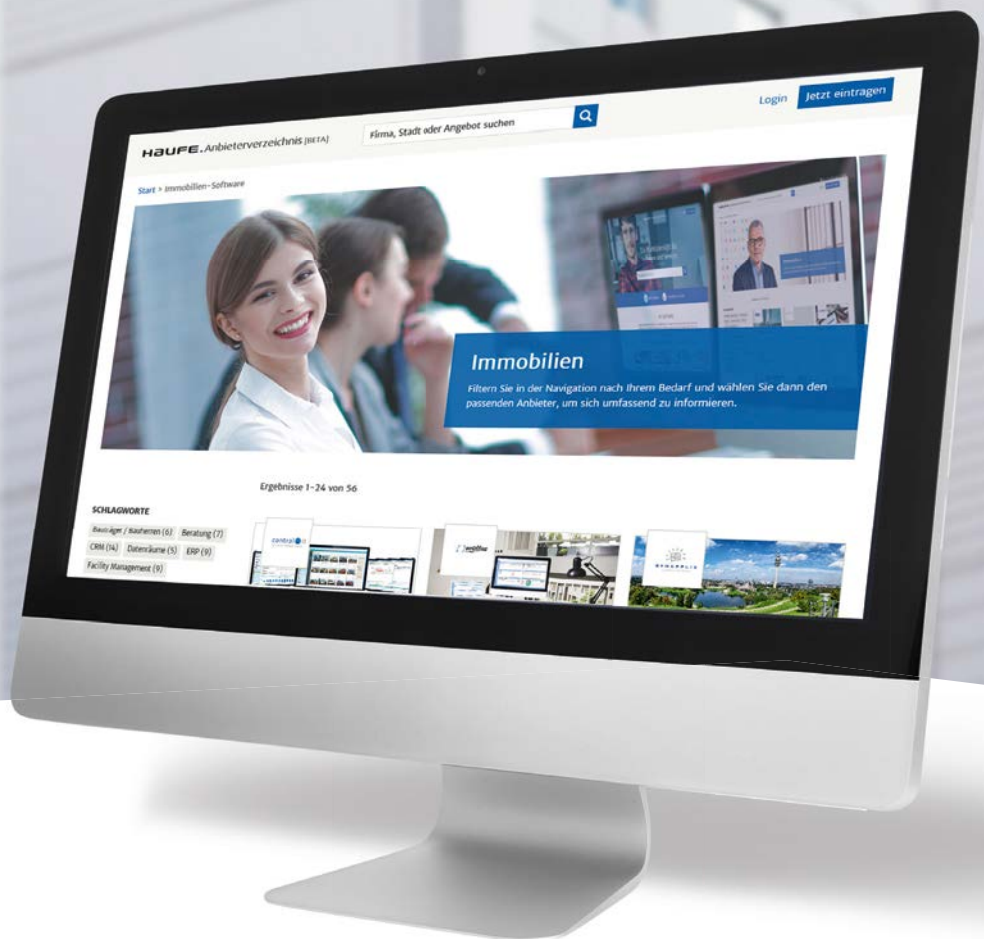 HAUFE.Anbieterverzeichnis [BETA]
Firma, Stadt oder Angebot suchen
Login
Jetzt eintragen
Start > Immobilien-Software
Immobilien
Filtern Sie in der Navigation nach Ihrem Bedarf und wählen Sie dann den
passenden Anbieter, um sich umfassend zu informieren.
Ergebnisse 1-24 von 56
SCHLAGWORTE
Bauträger / Bauherren (6) Beratung (7)
CRM (14) Datenräume (5) ERP (9)
Facility Management (9)